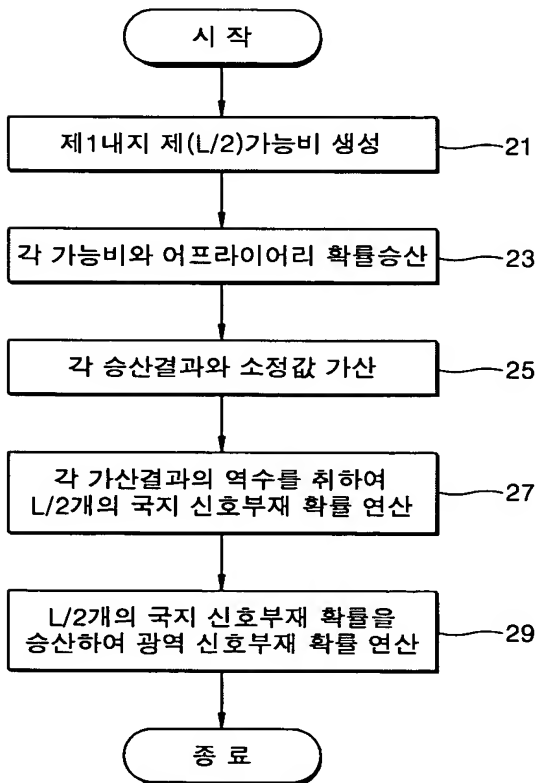 시 작
제1내지 제(L/2)가능비 생성
21
각 가능비와 어프라이어리 확률승산
23
각 승산결과와 소정값 가산
25
각 가산결과의 역수를 취하여
L/2개의 국지 신호부재 확률 연산
27
L/2개의 국지 신호부재 확률을
승산하여 광역 신호부재 확률 연산
29
종 료